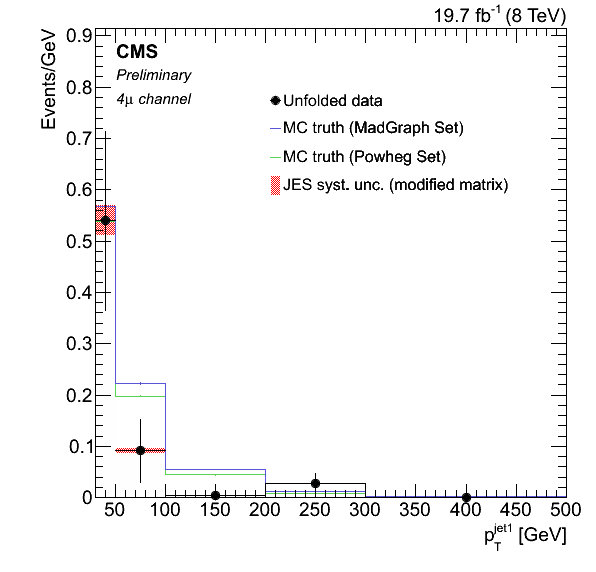 19.7 fb⁻¹ (8 TeV)
Events/GeV
CMS
Preliminary
4μ channel
Unfolded data
MC truth (MadGraph Set)
MC truth (Powheg Set)
JES syst. unc. (modified matrix)
0.9
0.8
0.7
0.6
0.5
0.4
0.3
0.2
0.1
0
50 100 150 200 250 300 350 400 450 500
p_T^jet1 [GeV]